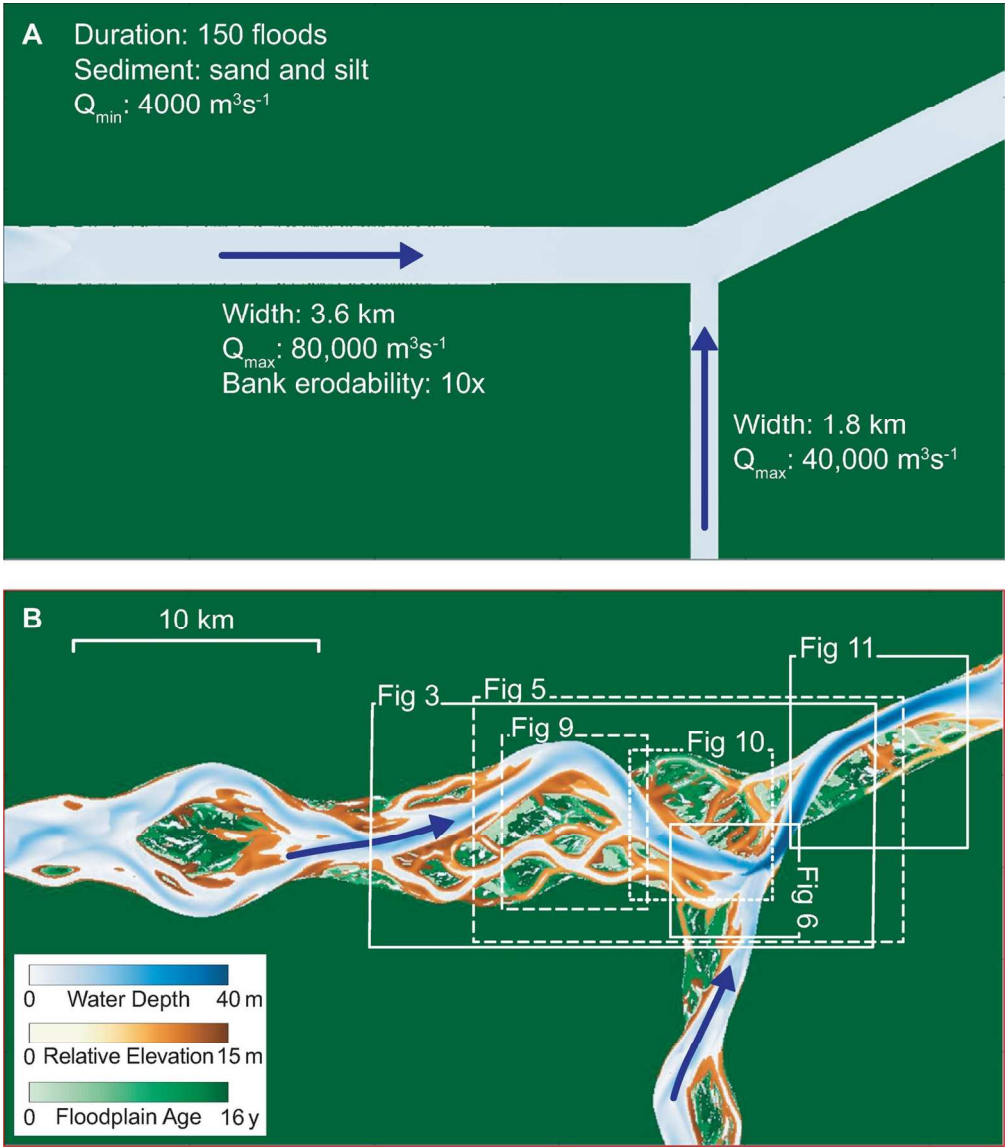 A
Duration: 150 floods
Sediment: sand and silt
Qmin: 4000 m³s⁻¹
Width: 3.6 km
Qmax: 80,000 m³s⁻¹
Bank erodability: 10x
Width: 1.8 km
Qmax: 40,000 m³s⁻¹
B
10 km
Fig 11
Fig 3
Fig 5
Fig 9
Fig 10
Fig 6
0 Water Depth 40 m
0 Relative Elevation 15 m
0 Floodplain Age 16 y